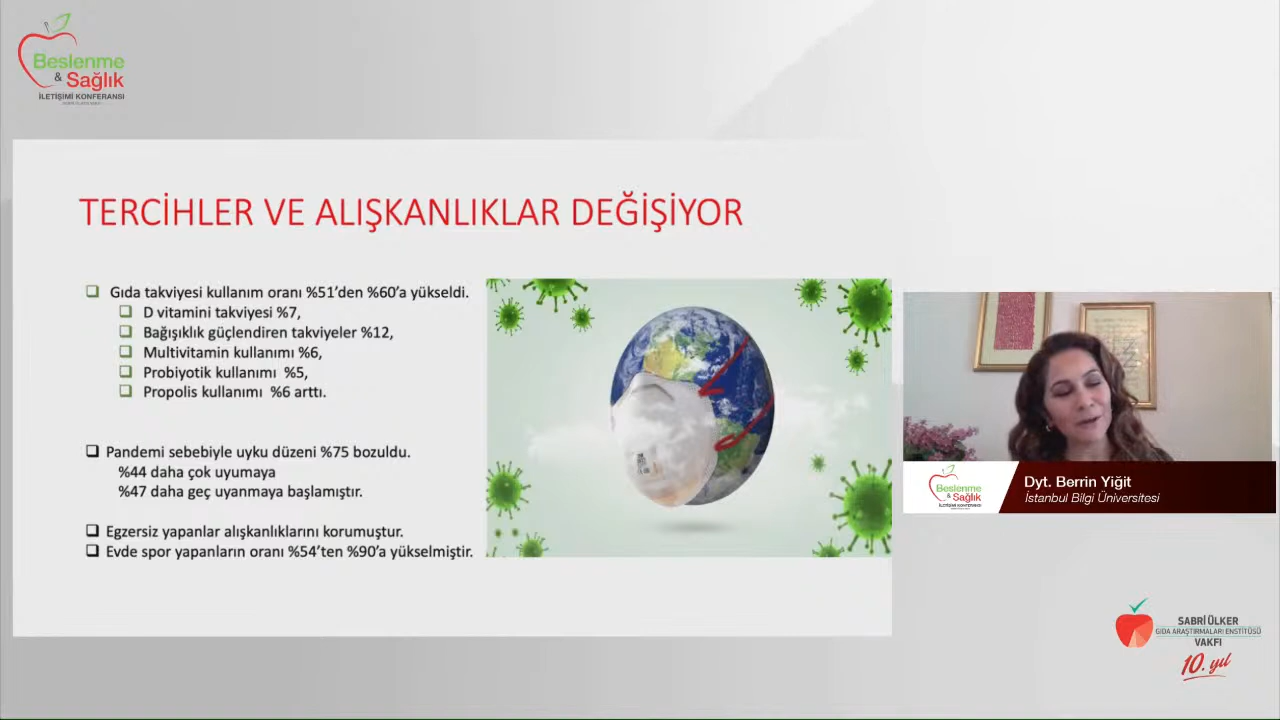 Beslenme
& Sağlık
İLETİŞİMİ KONFERANSI
TERCİHLER VE ALIŞKANLIKLAR DEĞİŞİYOR
Gıda takviyesi kullanım oranı %51’den %60’a yükseldi.
D vitamini takviyesi %7,
Bağışıklık güçlendiren takviyeler %12,
Multivitamin kullanımı %6,
Probiyotik kullanımı %5,
Propolis kullanımı %6 arttı.
Pandemi sebebiyle uyku düzeni %75 bozuldu.
%44 daha çok uyumaya
%47 daha geç uyanmaya başlamıştır.
Egzersiz yapanlar alışkanlıklarını korumuştur.
Evde spor yapanların oranı %54’ten %90’a yükselmiştir.
Beslenme
& Sağlık
İLETİŞİMİ KONFERANSI
Dyt. Berrin Yiğit
İstanbul Bilgi Üniversitesi
SABRİ ÜLKER
GIDA ARAŞTIRMALARI ENSTİTÜSÜ
VAKFI
10. yıl